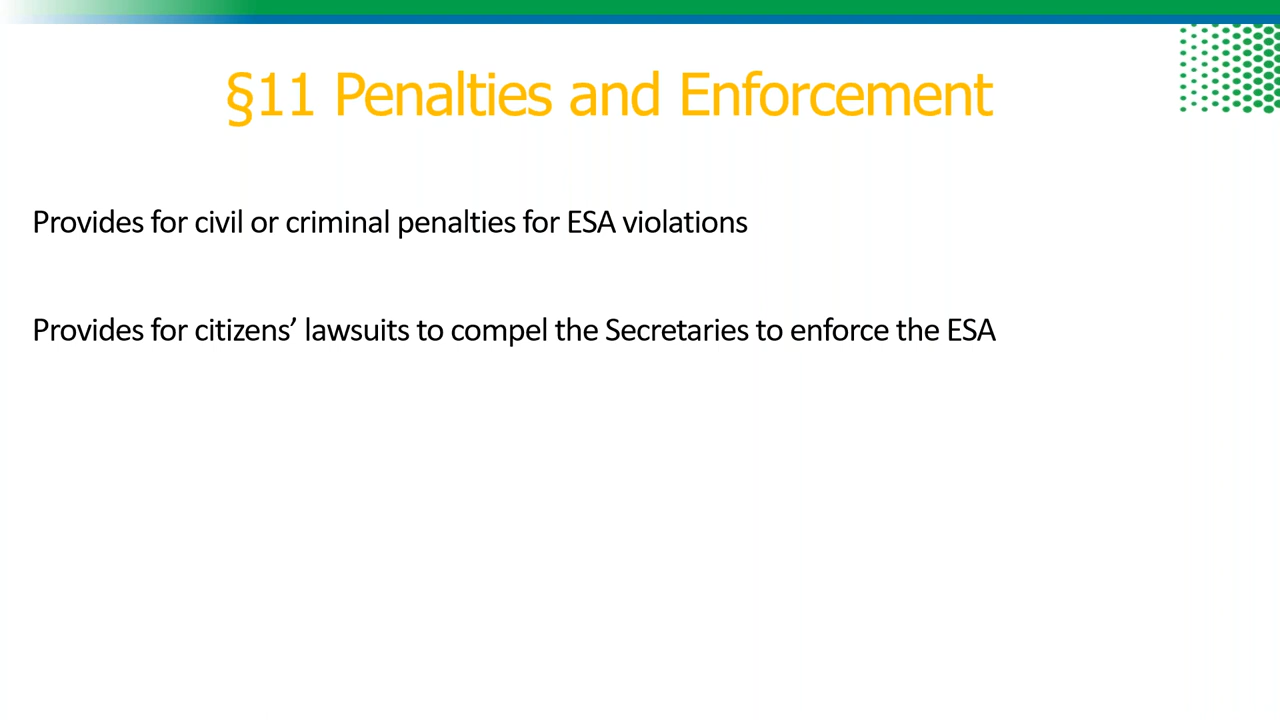 §11 Penalties and Enforcement
Provides for civil or criminal penalties for ESA violations
Provides for citizens’ lawsuits to compel the Secretaries to enforce the ESA